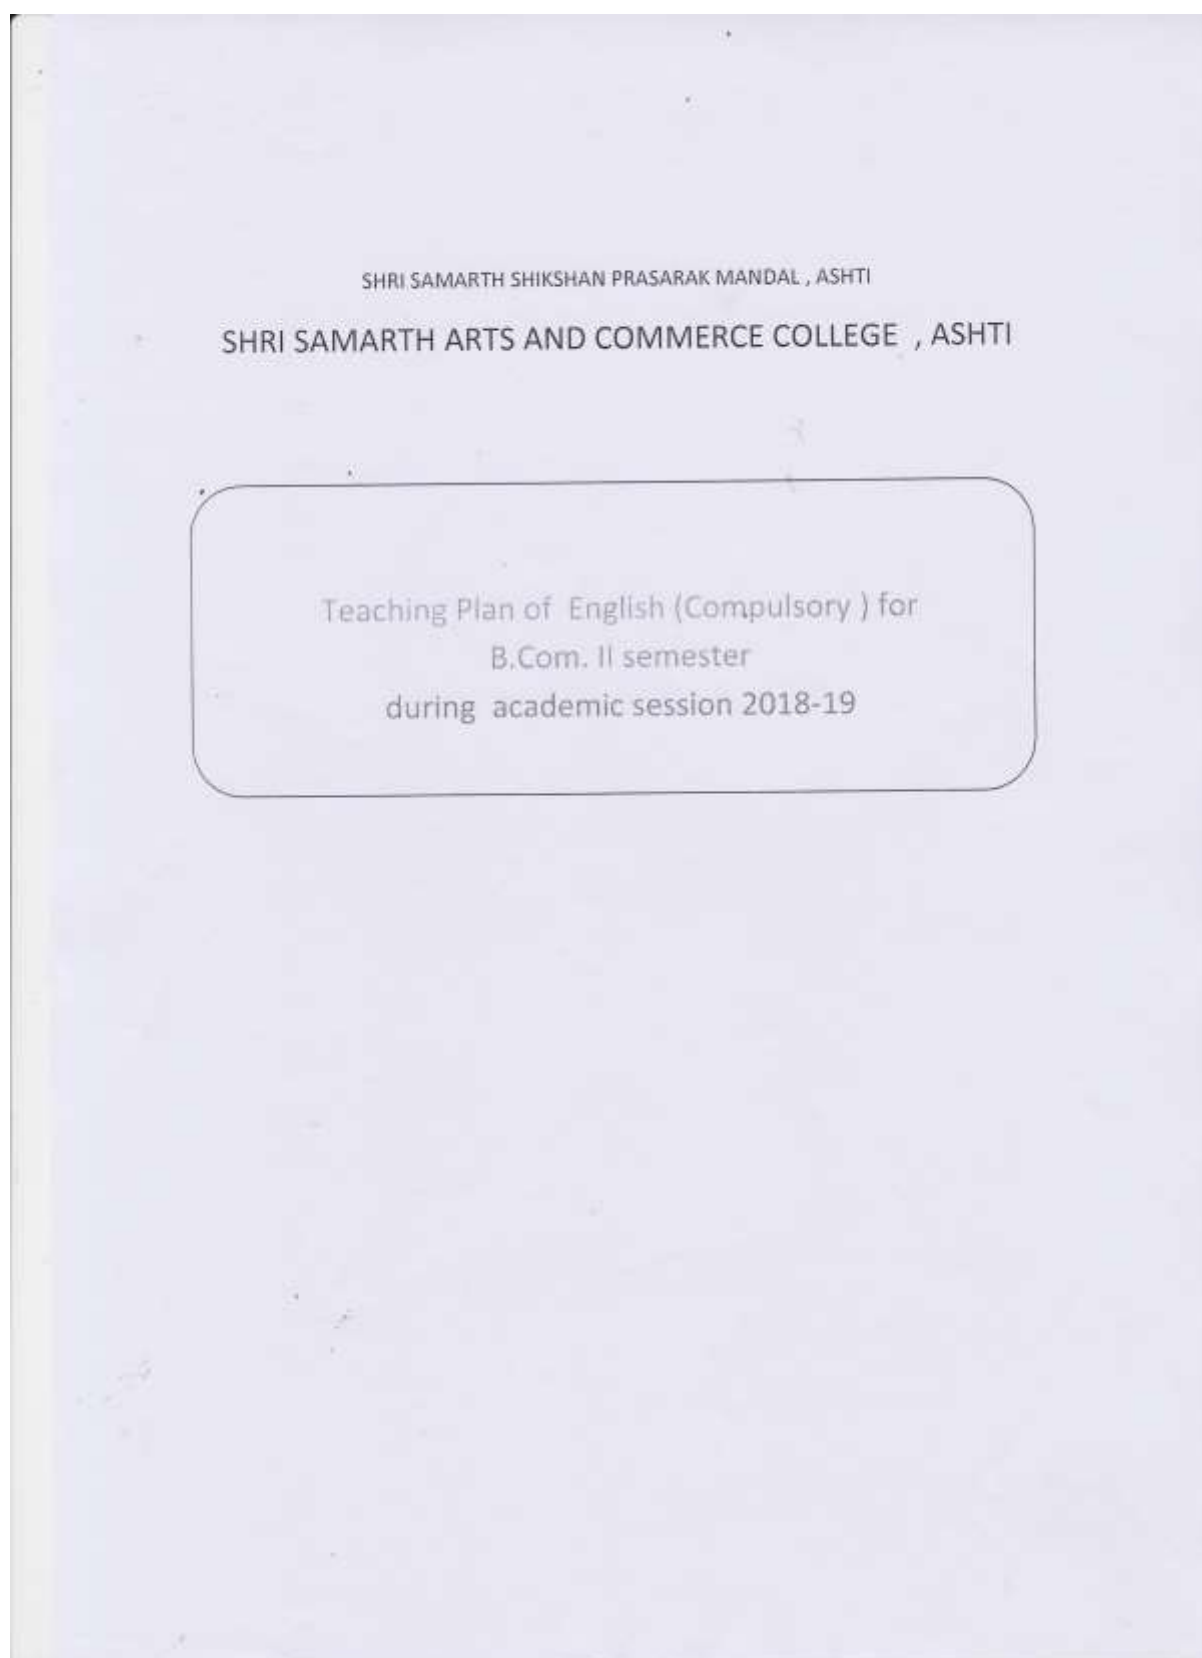 SHRI SAMARTH SHIKSHAN PRASARAK MANDAL , ASHTI
SHRI SAMARTH ARTS AND COMMERCE COLLEGE , ASHTI
Teaching Plan of English (Compulsory ) for
B.Com. II semester
during academic session 2018-19